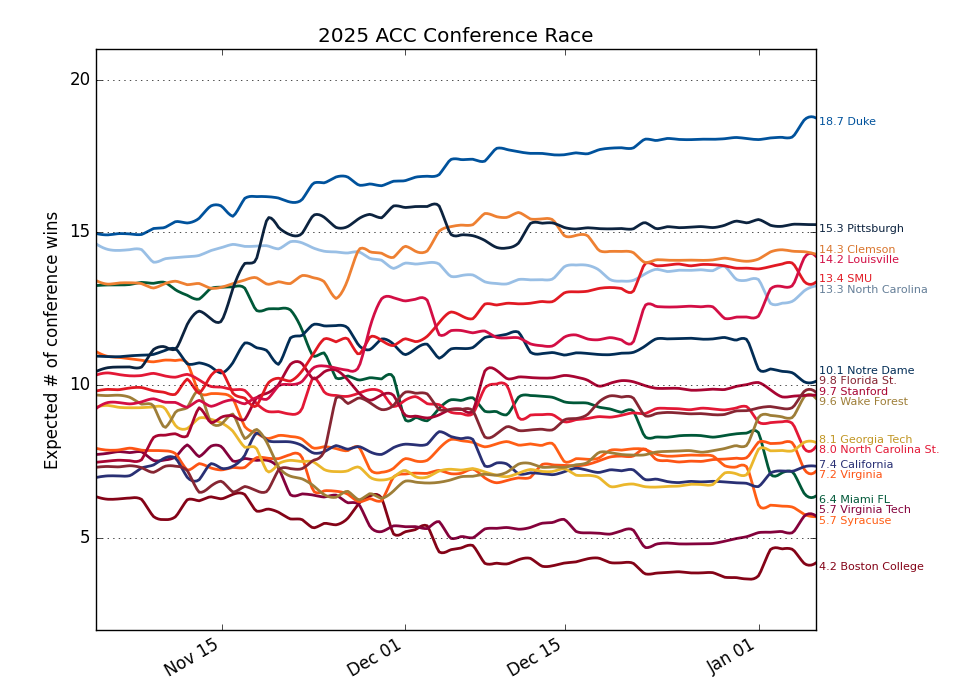 2025 ACC Conference Race
Expected # of conference wins
20
15
10
5
Nov 15
Dec 01
Dec 15
Jan 01
18.7 Duke
15.3 Pittsburgh
14.3 Clemson
14.2 Louisville
13.4 SMU
13.3 North Carolina
10.1 Notre Dame
9.8 Florida St.
9.7 Stanford
9.6 Wake Forest
8.1 Georgia Tech
8.0 North Carolina St.
7.4 California
7.2 Virginia
6.4 Miami FL
5.7 Virginia Tech
5.7 Syracuse
4.2 Boston College